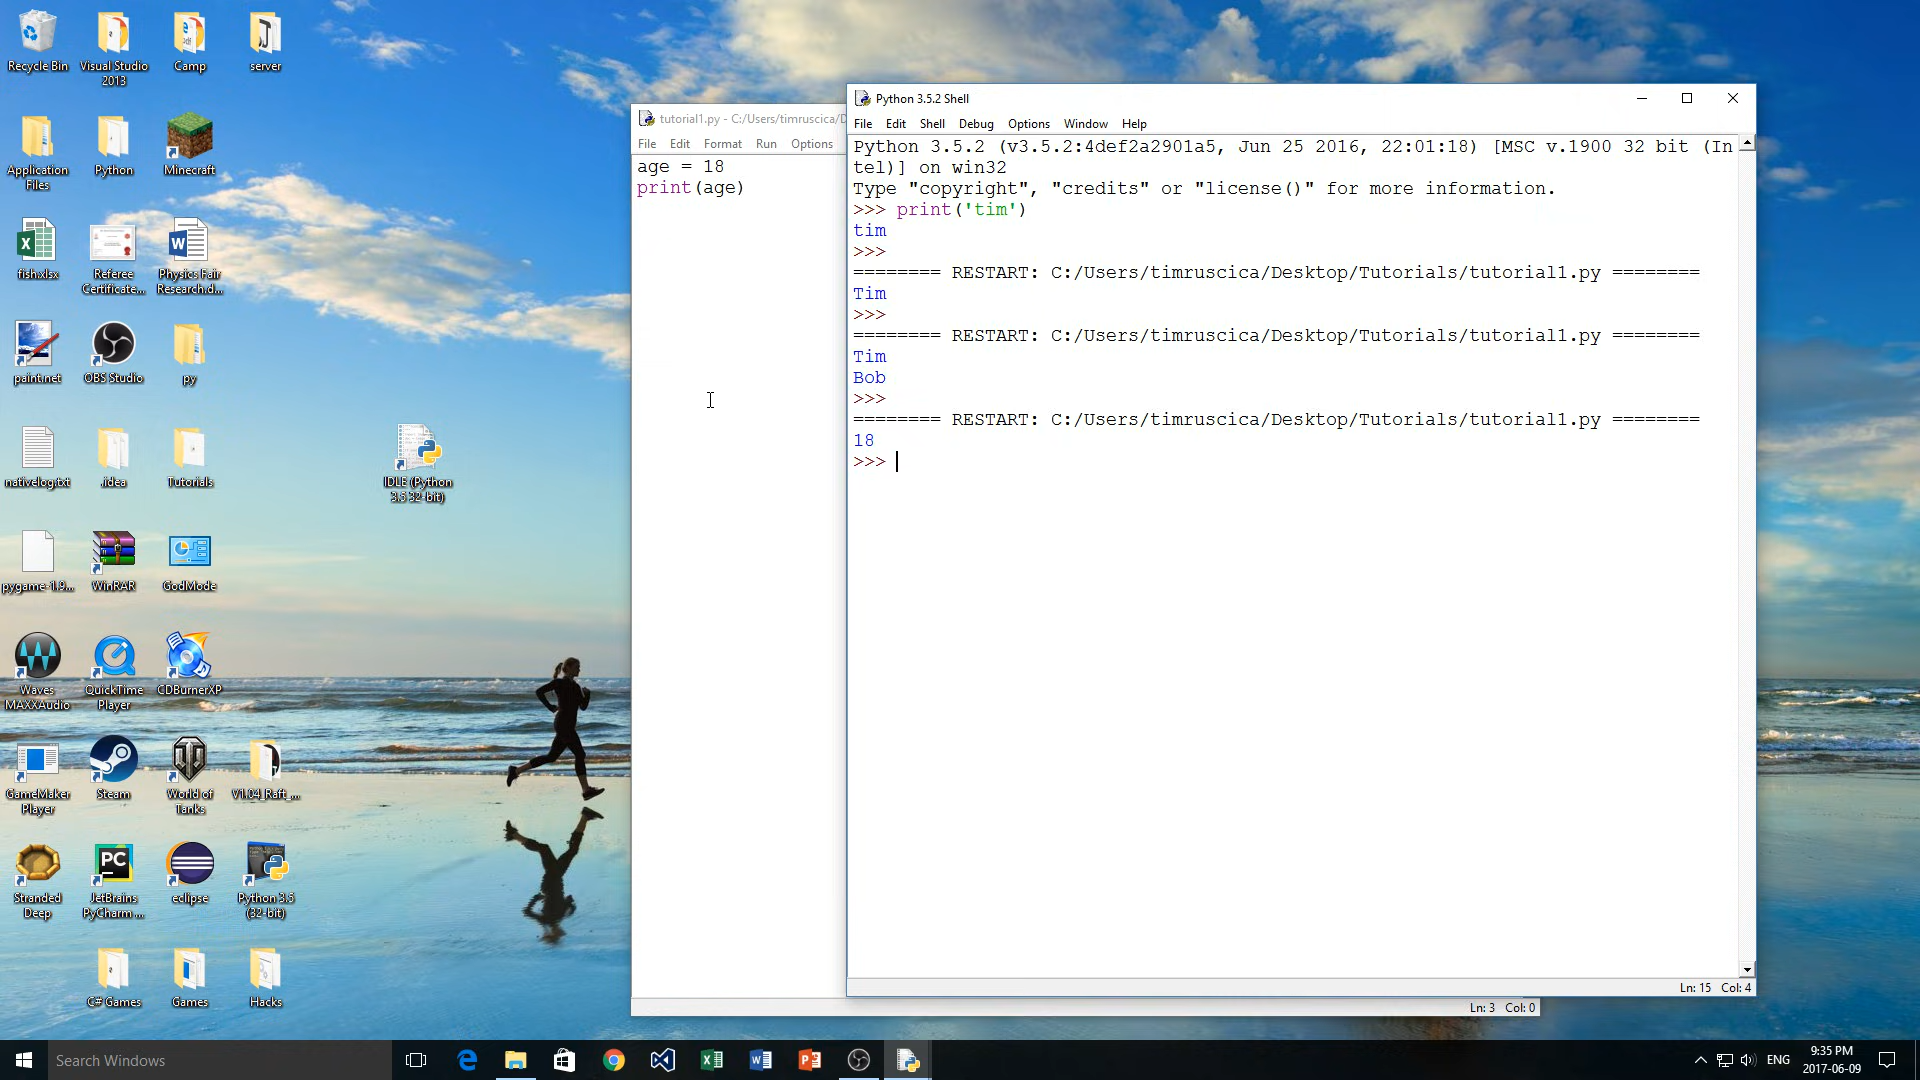 Recycle Bin
Visual Studio
2013
Camp
server
Application
Files
Python
Minecraft
fish.xlsx
Referee
Certificate...
Physics Fair
Research.d...
paint.net
OBS Studio
py
nativelog.txt
.idea
Tutorials
IDLE (Python
3.5 32-bit)
pygame-1.9...
WinRAR
GodMode
Waves
MAXXAudio
QuickTime
Player
CDBurnerXP
GameMaker
Player
Steam
World of
Tanks
V1.04_Raft_...
Stranded
Deep
JetBrains
PyCharm ...
eclipse
Python 3.5
(32-bit)
C# Games
Games
Hacks
tutorial1.py - C:/Users/timruscica/D
File Edit Format Run Options
age = 18
print(age)
Ln: 3 Col: 0
Python 3.5.2 Shell
File Edit Shell Debug Options Window Help
Python 3.5.2 (v3.5.2:4def2a2901a5, Jun 25 2016, 22:01:18) [MSC v.1900 32 bit (In
tel)] on win32
Type "copyright", "credits" or "license()" for more information.
>>> print('tim')
tim
>>>
======== RESTART: C:/Users/timruscica/Desktop/Tutorials/tutorial1.py ========
Tim
>>>
======== RESTART: C:/Users/timruscica/Desktop/Tutorials/tutorial1.py ========
Tim
Bob
>>>
======== RESTART: C:/Users/timruscica/Desktop/Tutorials/tutorial1.py ========
18
>>>
Ln: 15 Col: 4
Search Windows
ENG
9:35 PM
2017-06-09